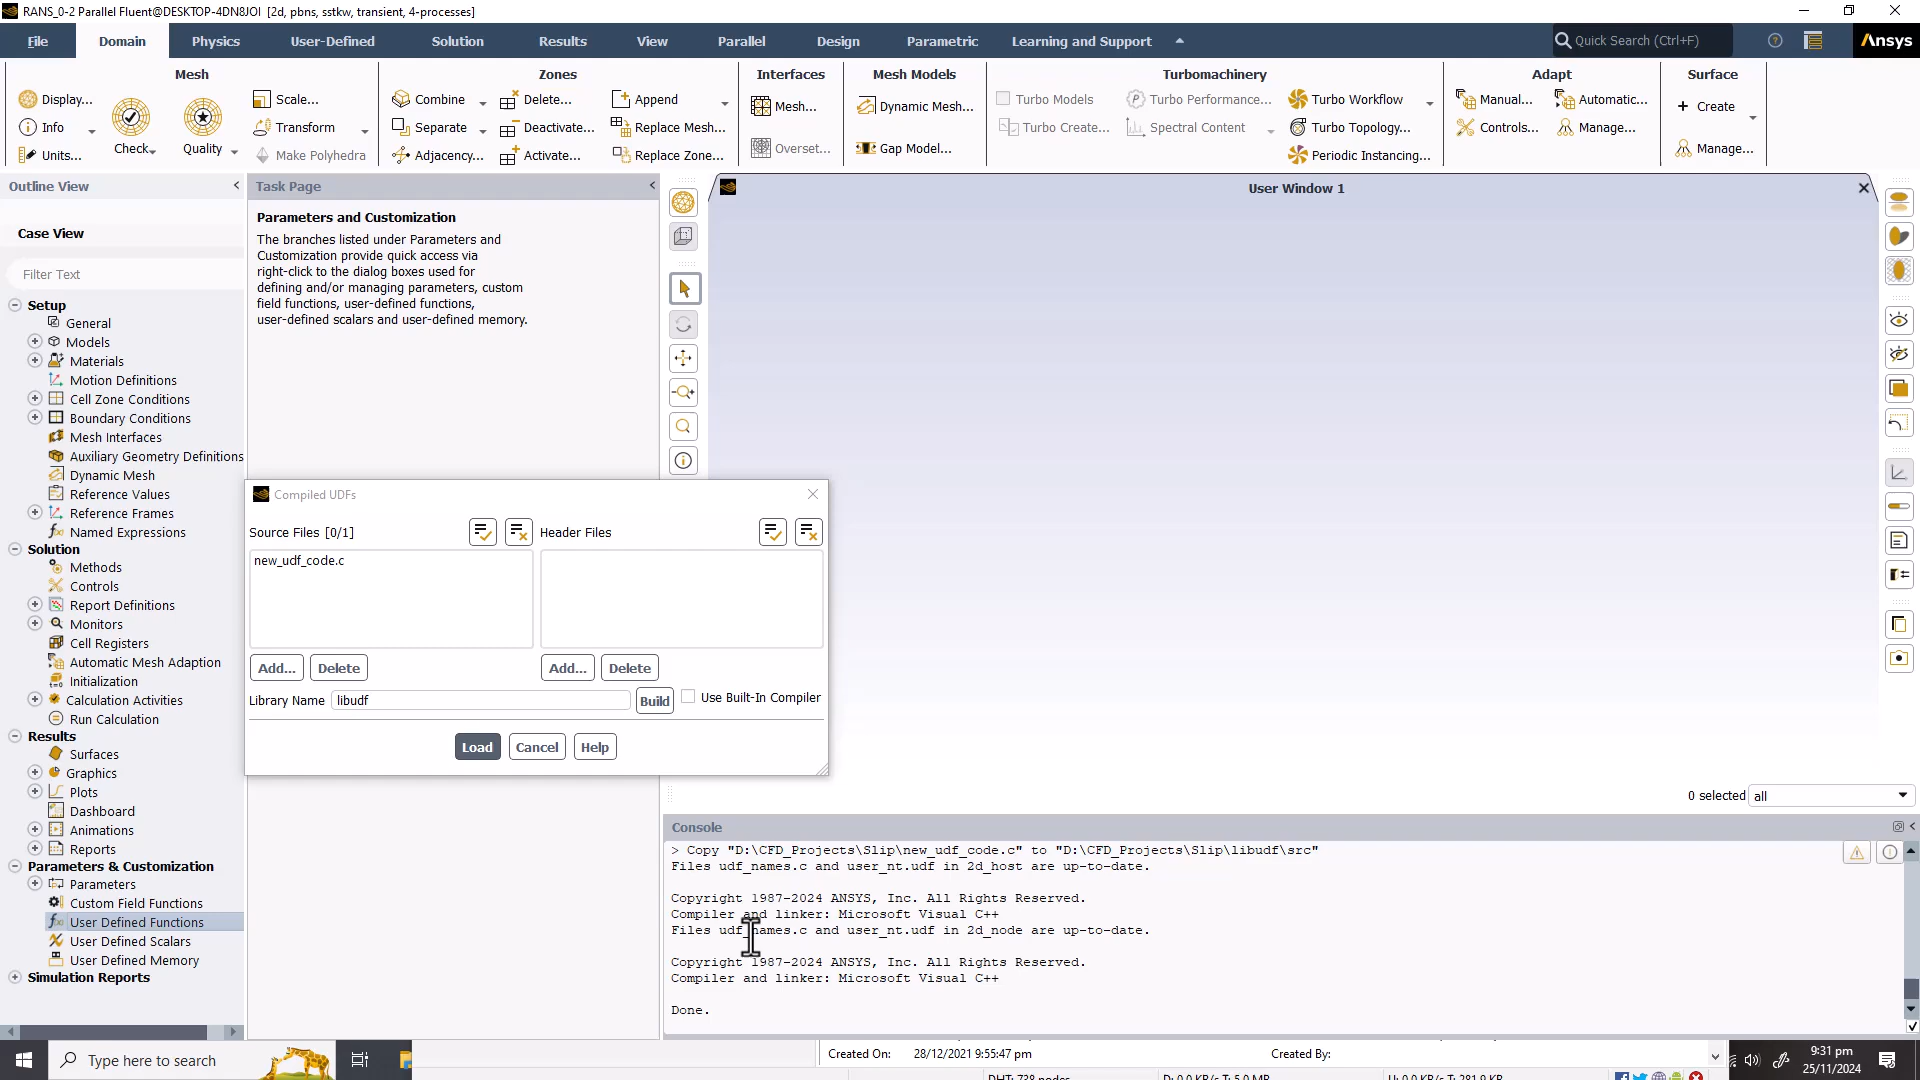 RANS_0-2 Parallel Fluent@DESKTOP-4DN8JOI [2d, pbns, sstkw, transient, 4-processes]
File Domain Physics User-Defined Solution Results View Parallel Design Parametric Learning and Support Quick Search (Ctrl+F) Ansys
Mesh Zones Interfaces Mesh Models Turbomachinery Adapt Surface
Display... Scale... Combine Delete... Append Mesh... Dynamic Mesh... Turbo Models Turbo Performance... Turbo Workflow Manual... Automatic... + Create
Info Transform Separate Deactivate... Replace Mesh... Turbo Create... Spectral Content Turbo Topology... Controls... Manage...
Units... Check Quality Make Polyhedra Adjacency... Activate... Replace Zone... Overset... Gap Model... Periodic Instancing... Manage...
Outline View
Case View
Filter Text
Setup
General
Models
Materials
Motion Definitions
Cell Zone Conditions
Boundary Conditions
Mesh Interfaces
Auxiliary Geometry Definitions
Dynamic Mesh
Reference Values
Reference Frames
Named Expressions
Solution
Methods
Controls
Report Definitions
Monitors
Cell Registers
Automatic Mesh Adaption
Initialization
Calculation Activities
Run Calculation
Results
Surfaces
Graphics
Plots
Dashboard
Animations
Reports
Parameters & Customization
Parameters
Custom Field Functions
User Defined Functions
User Defined Scalars
User Defined Memory
Simulation Reports
Task Page
Parameters and Customization
The branches listed under Parameters and
Customization provide quick access via
right-click to the dialog boxes used for
defining and/or managing parameters, custom
field functions, user-defined functions,
user-defined scalars and user-defined memory.
User Window 1
Compiled UDFs
Source Files [0/1] Header Files
new_udf_code.c
Add... Delete Add... Delete
Library Name libudf Build Use Built-In Compiler
Load Cancel Help
0 selected all
Console
> Copy "D:\CFD_Projects\Slip\new_udf_code.c" to "D:\CFD_Projects\Slip\libudf\src"
Files udf_names.c and user_nt.udf in 2d_host are up-to-date.
Copyright 1987-2024 ANSYS, Inc. All Rights Reserved.
Compiler and linker: Microsoft Visual C++
Files udf_names.c and user_nt.udf in 2d_node are up-to-date.
Copyright 1987-2024 ANSYS, Inc. All Rights Reserved.
Compiler and linker: Microsoft Visual C++
Done.
Type here to search
Created On: 28/12/2021 9:55:47 pm Created By:
DHT: 738 nodes D: 0.0 KB/s T: 5.0 MB U: 0.0 KB/s T: 281.9 KB
9:31 pm
25/11/2024